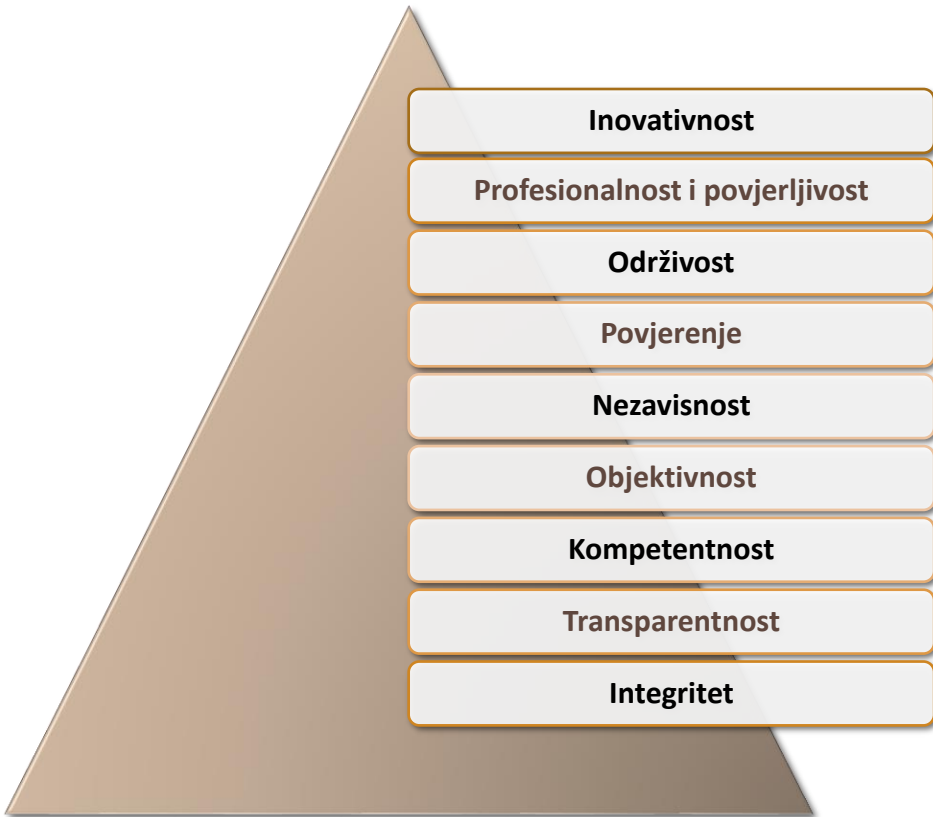 Inovativnost
Profesionalnost i povjerljivost
Održivost
Povjerenje
Nezavisnost
Objektivnost
Kompetentnost
Transparentnost
Integritet